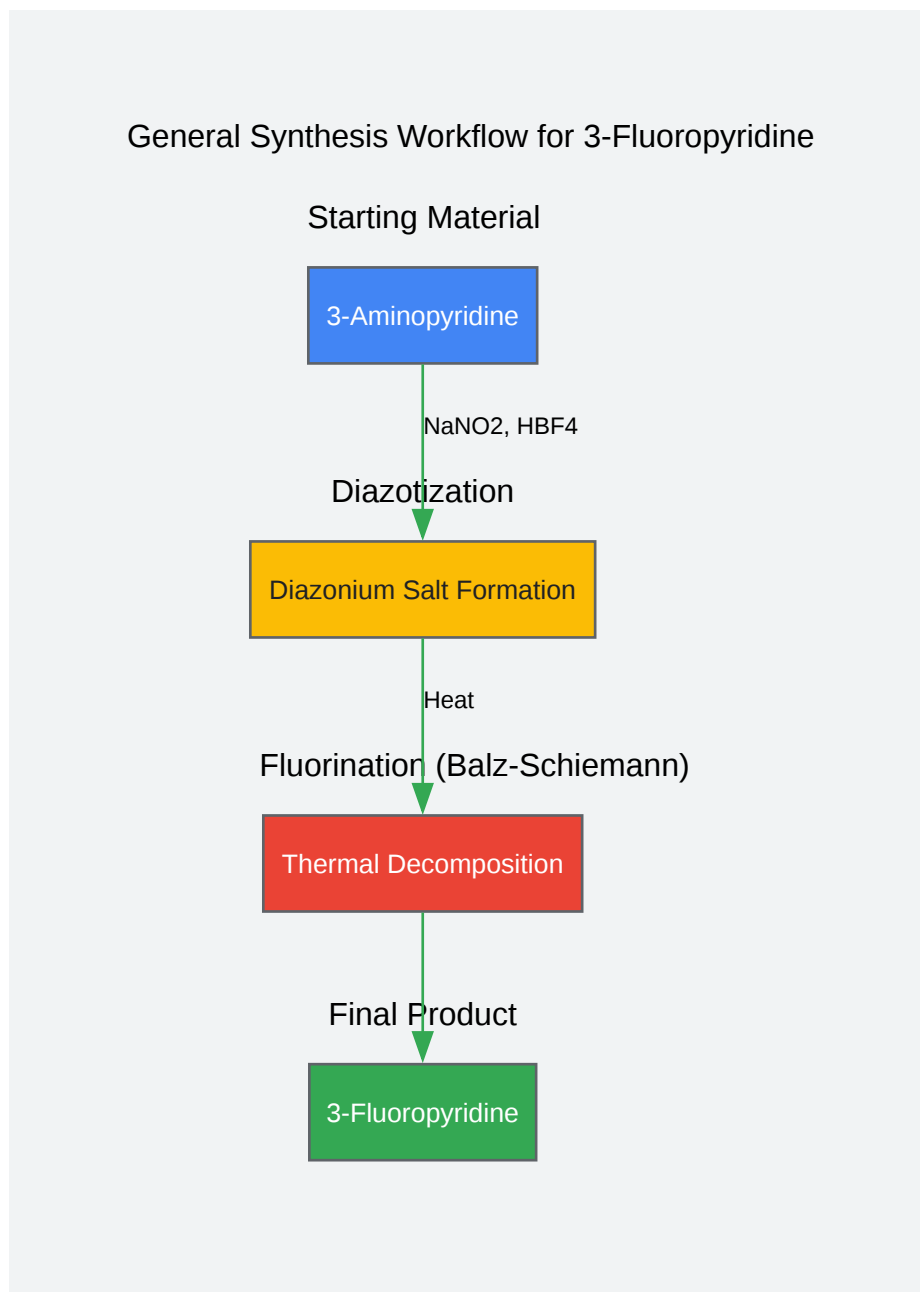 General Synthesis Workflow for 3-Fluoropyridine
Starting Material
3-Aminopyridine
NaNO2, HBF4
Diazotization
Diazonium Salt Formation
Heat
Fluorination (Balz-Schiemann)
Thermal Decomposition
Final Product
3-Fluoropyridine